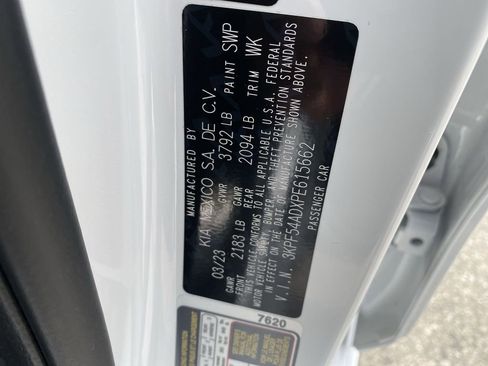 MANUFACTURED BY
KIA MEXICO S.A. DE C.V.
03/23 GVWR 3792 LB PAINT SWP
GAWR FRONT 2183 LB GAWR REAR 2094 LB TRIM WK
THIS VEHICLE CONFORMS TO ALL APPLICABLE U.S.A. FEDERAL
MOTOR VEHICLE SAFETY, BUMPER, AND THEFT PREVENTION STANDARDS
IN EFFECT ON THE DATE OF MANUFACTURE SHOWN ABOVE.
V.I.N. 3KPF54ADXPE615662
PASSENGER CAR
7620
INFORMATION